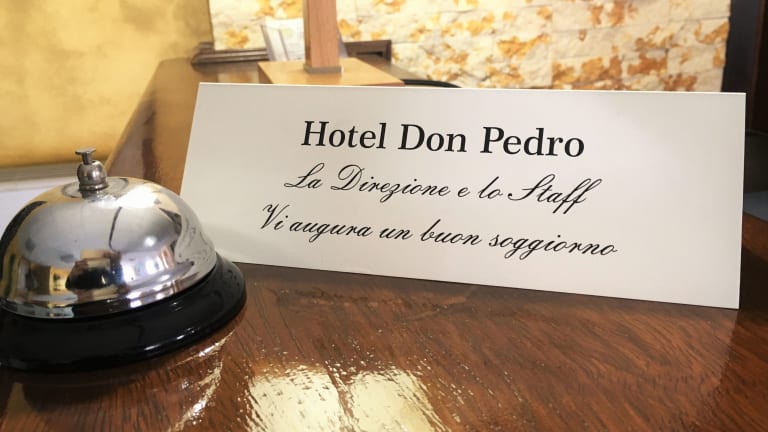 Hotel Don Pedro
La Direzione e lo Staff
Vi augura un buon soggiorno